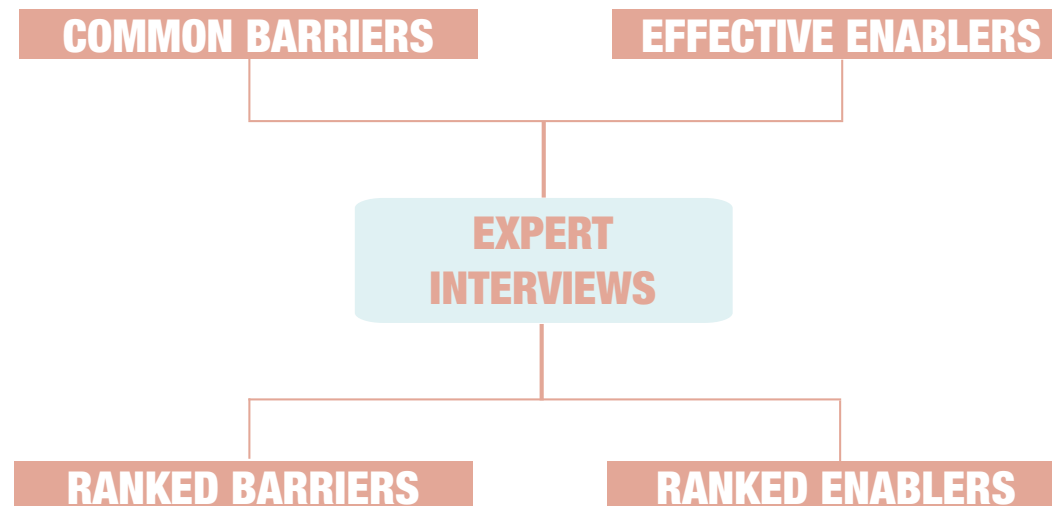 COMMON BARRIERS
EFFECTIVE ENABLERS
EXPERT
INTERVIEWS
RANKED BARRIERS
RANKED ENABLERS